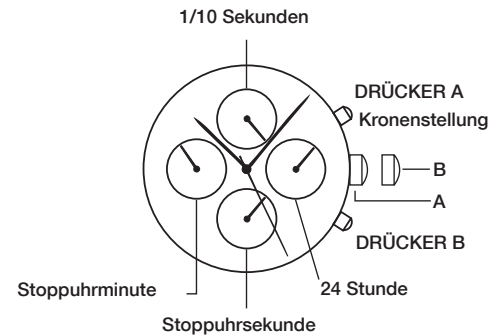 1/10 Sekunden
DRÜCKER A
Kronenstellung
B
A
DRÜCKER B
Stoppuhrminute
24 Stunde
Stoppuhrsekunde